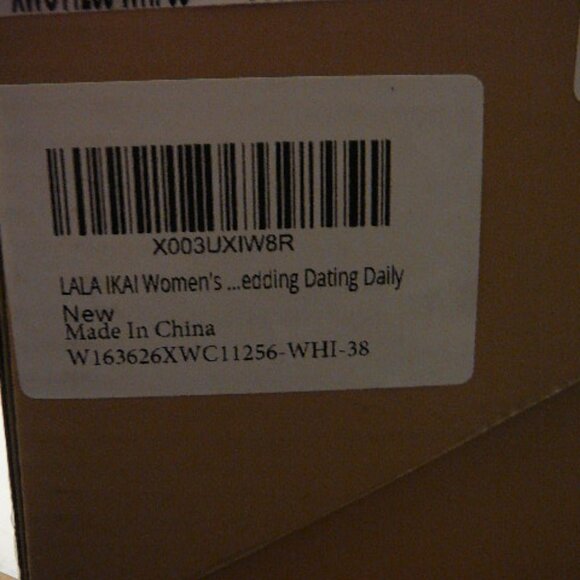 X003UXIW8R
LALA IKAI Women's ...edding Dating Daily
New
Made In China
W163626XWC11256-WHI-38